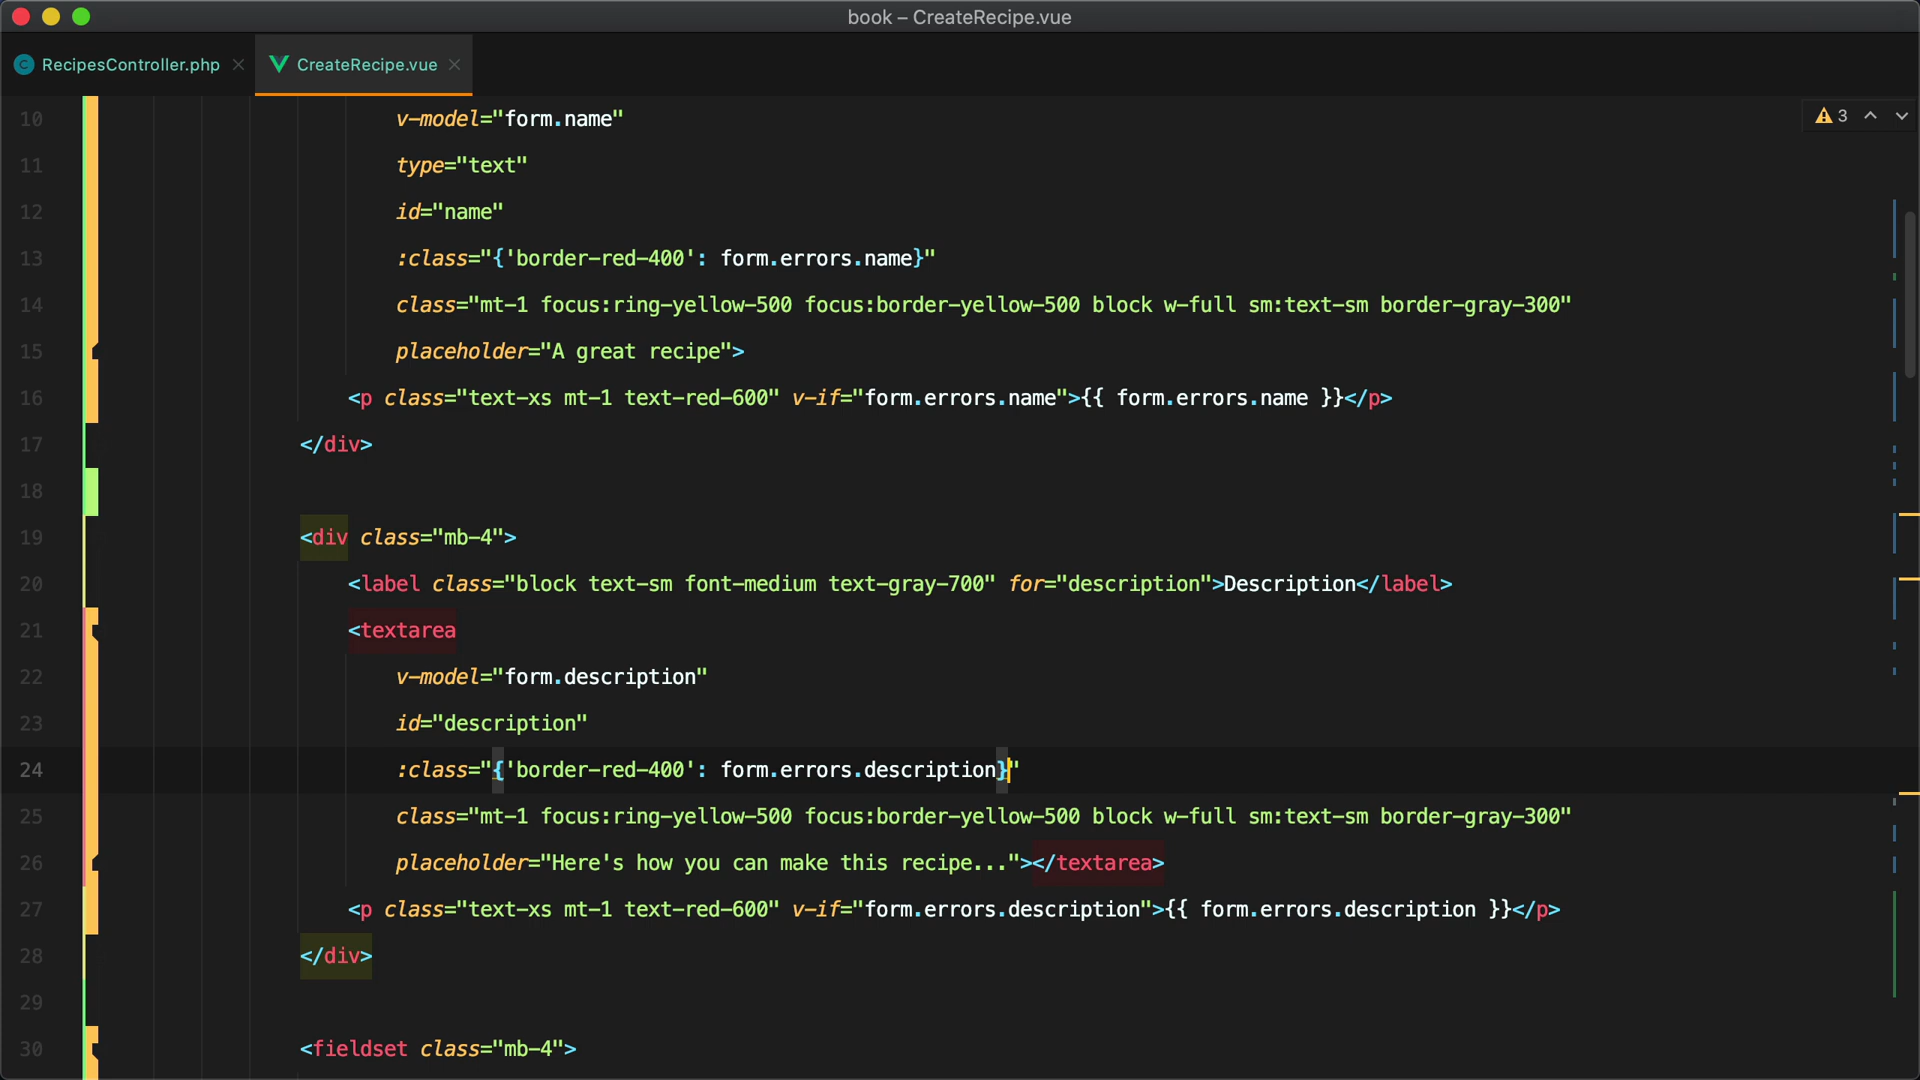 book – CreateRecipe.vue
C RecipesController.php × CreateRecipe.vue ×
3
10 v-model="form.name"
11 type="text"
12 id="name"
13 :class="{'border-red-400': form.errors.name}"
14 class="mt-1 focus:ring-yellow-500 focus:border-yellow-500 block w-full sm:text-sm border-gray-300"
15 placeholder="A great recipe">
16 <p class="text-xs mt-1 text-red-600" v-if="form.errors.name">{{ form.errors.name }}</p>
17 </div>
18
19 <div class="mb-4">
20 <label class="block text-sm font-medium text-gray-700" for="description">Description</label>
21 <textarea
22 v-model="form.description"
23 id="description"
24 :class="{'border-red-400': form.errors.description}"
25 class="mt-1 focus:ring-yellow-500 focus:border-yellow-500 block w-full sm:text-sm border-gray-300"
26 placeholder="Here's how you can make this recipe..."></textarea>
27 <p class="text-xs mt-1 text-red-600" v-if="form.errors.description">{{ form.errors.description }}</p>
28 </div>
29
30 <fieldset class="mb-4">